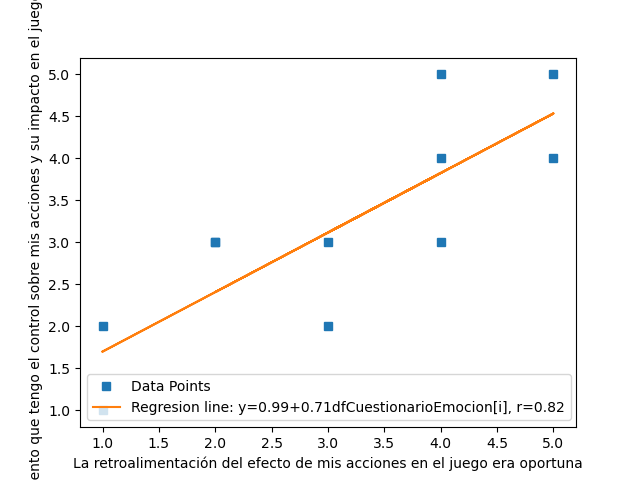 ento que tengo el control sobre mis acciones y su impacto en el jueg
5.0
4.5
4.0
3.5
3.0
2.5
2.0
1.5
1.0
Data Points
Regresion line: y=0.99+0.71dfCuestionarioEmocion[i], r=0.82
1.0 1.5 2.0 2.5 3.0 3.5 4.0 4.5 5.0
La retroalimentación del efecto de mis acciones en el juego era oportuna